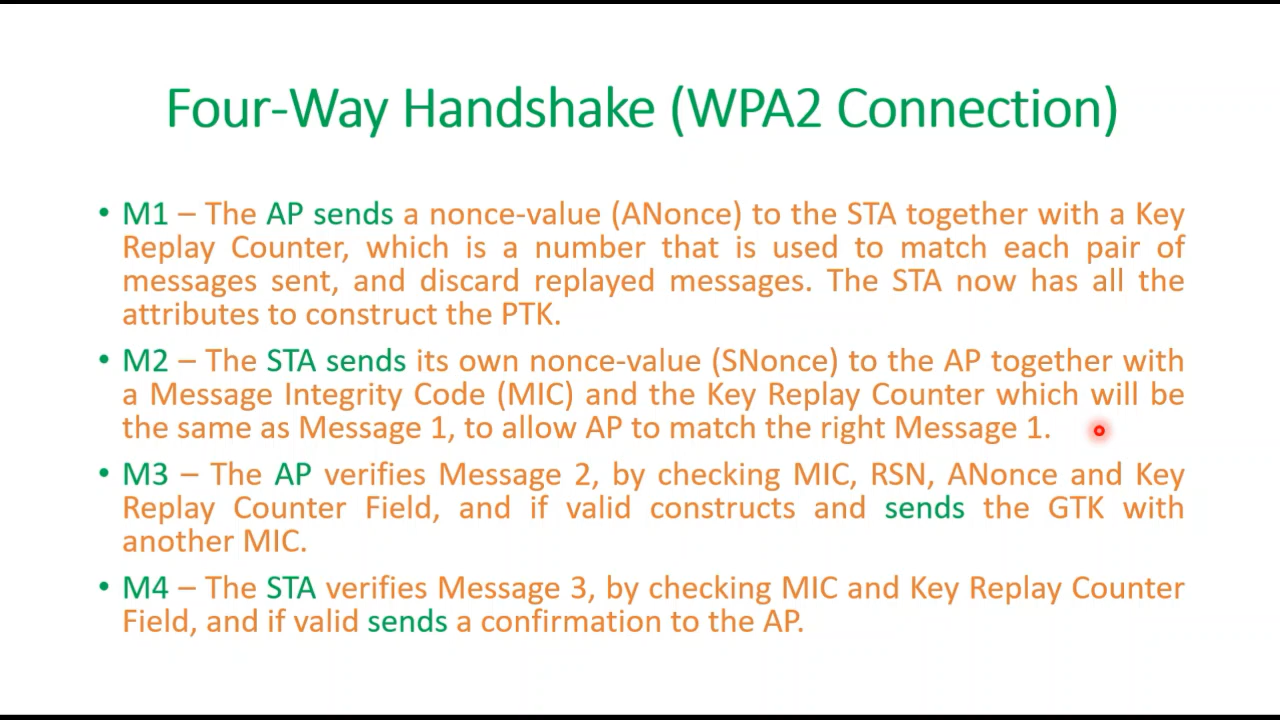 Four-Way Handshake (WPA2 Connection)
• M1 – The AP sends a nonce-value (ANonce) to the STA together with a Key
Replay Counter, which is a number that is used to match each pair of
messages sent, and discard replayed messages. The STA now has all the
attributes to construct the PTK.
• M2 – The STA sends its own nonce-value (SNonce) to the AP together with
a Message Integrity Code (MIC) and the Key Replay Counter which will be
the same as Message 1, to allow AP to match the right Message 1.
• M3 – The AP verifies Message 2, by checking MIC, RSN, ANonce and Key
Replay Counter Field, and if valid constructs and sends the GTK with
another MIC.
• M4 – The STA verifies Message 3, by checking MIC and Key Replay Counter
Field, and if valid sends a confirmation to the AP.